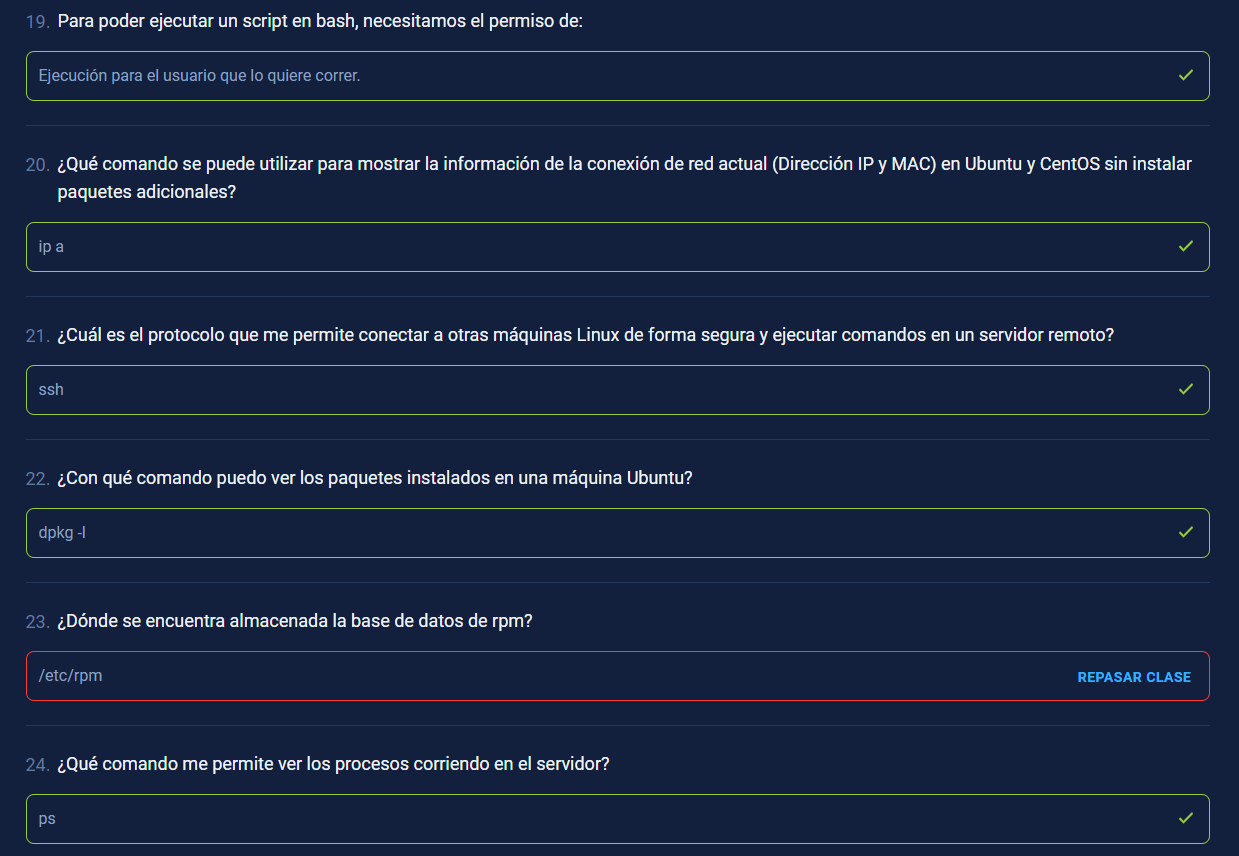 19. Para poder ejecutar un script en bash, necesitamos el permiso de:
Ejecución para el usuario que lo quiere correr.
20. ¿Qué comando se puede utilizar para mostrar la información de la conexión de red actual (Dirección IP y MAC) en Ubuntu y CentOS sin instalar
paquetes adicionales?
ip a
21. ¿Cuál es el protocolo que me permite conectar a otras máquinas Linux de forma segura y ejecutar comandos en un servidor remoto?
ssh
22. ¿Con qué comando puedo ver los paquetes instalados en una máquina Ubuntu?
dpkg -l
23. ¿Dónde se encuentra almacenada la base de datos de rpm?
/etc/rpm REPASAR CLASE
24. ¿Qué comando me permite ver los procesos corriendo en el servidor?
ps